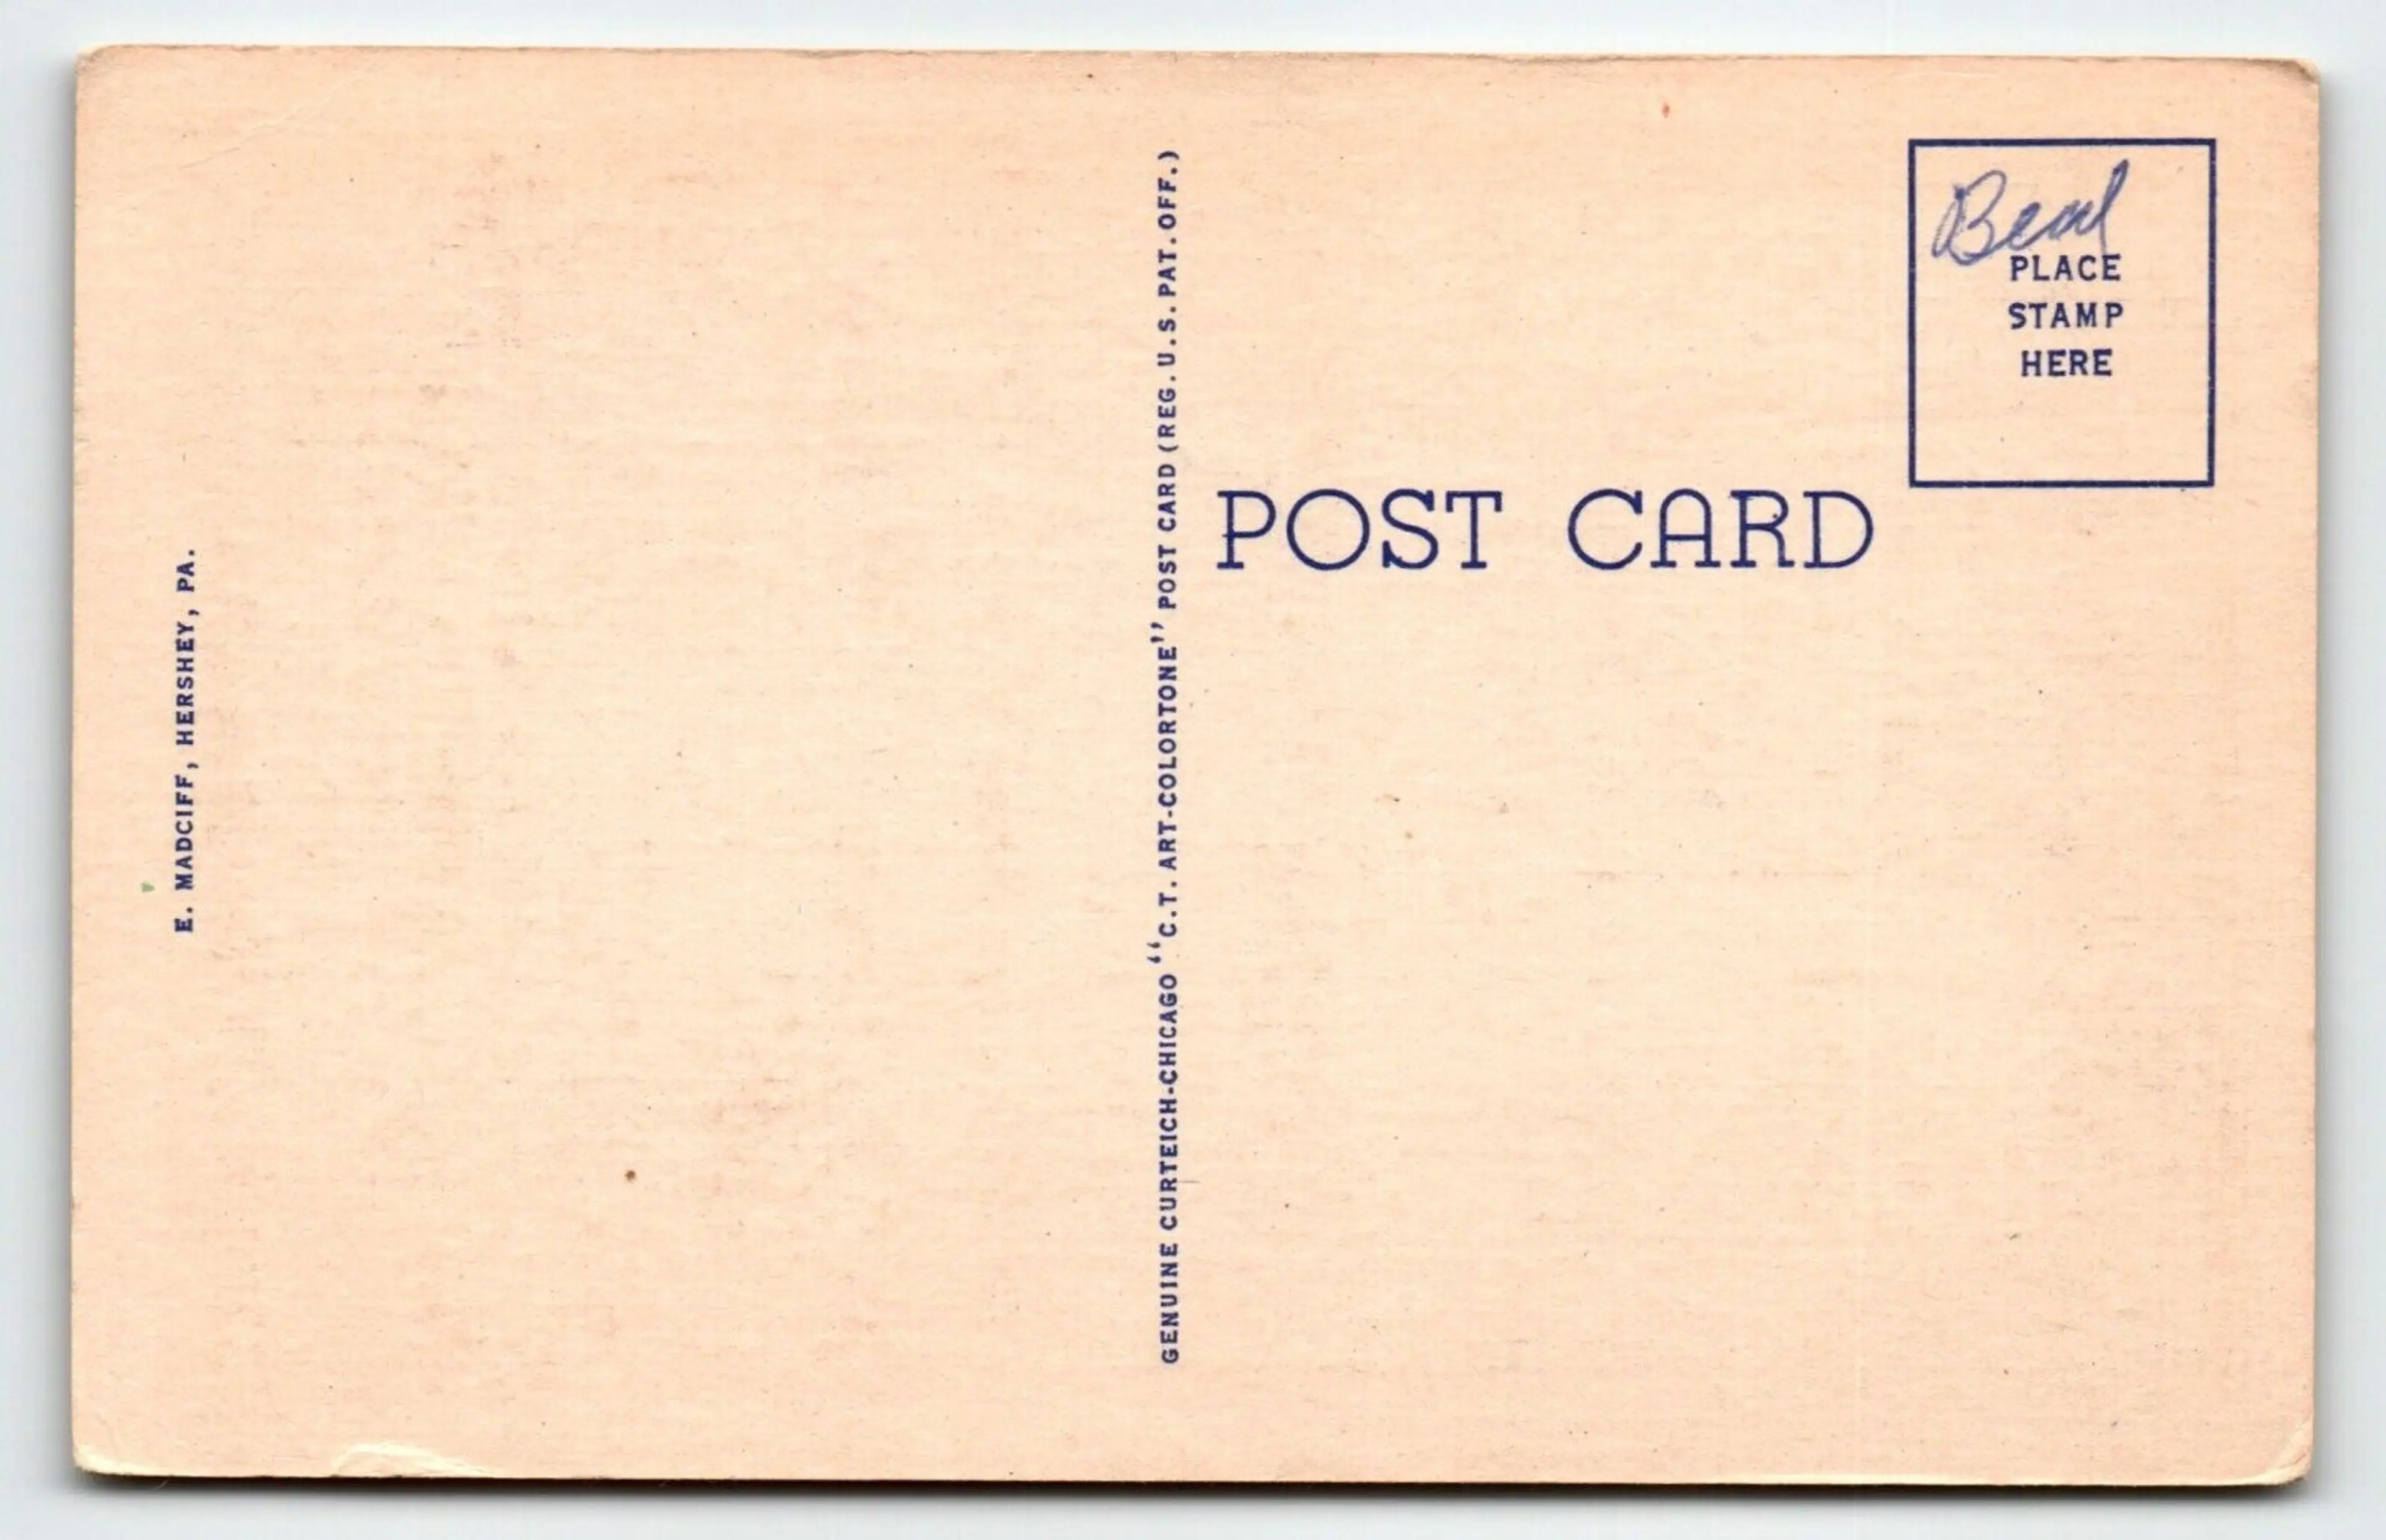 E. MADCIFF, HERSHEY, PA.
GENUINE CURTEICH-CHICAGO "C.T. ART-COLORTONE" POST CARD (REG. U.S. PAT. OFF.)
POST CARD
Beal
PLACE
STAMP
HERE